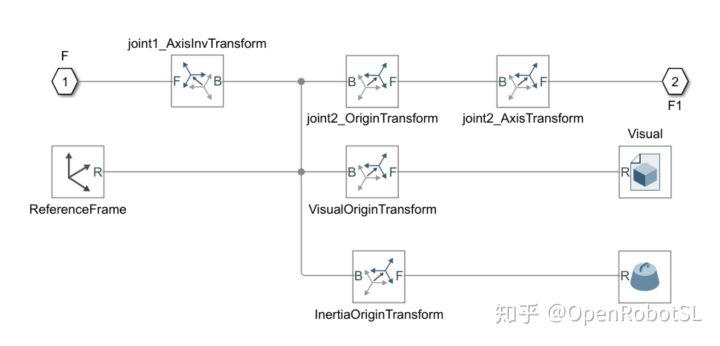 joint1_AxisInvTransform
F
1
F B
B F
B F
2
joint2_OriginTransform
joint2_AxisTransform
F1
Visual
R
B F
R
ReferenceFrame
VisualOriginTransform
B F
R
InertiaOriginTransform
知乎 @OpenRobotSL